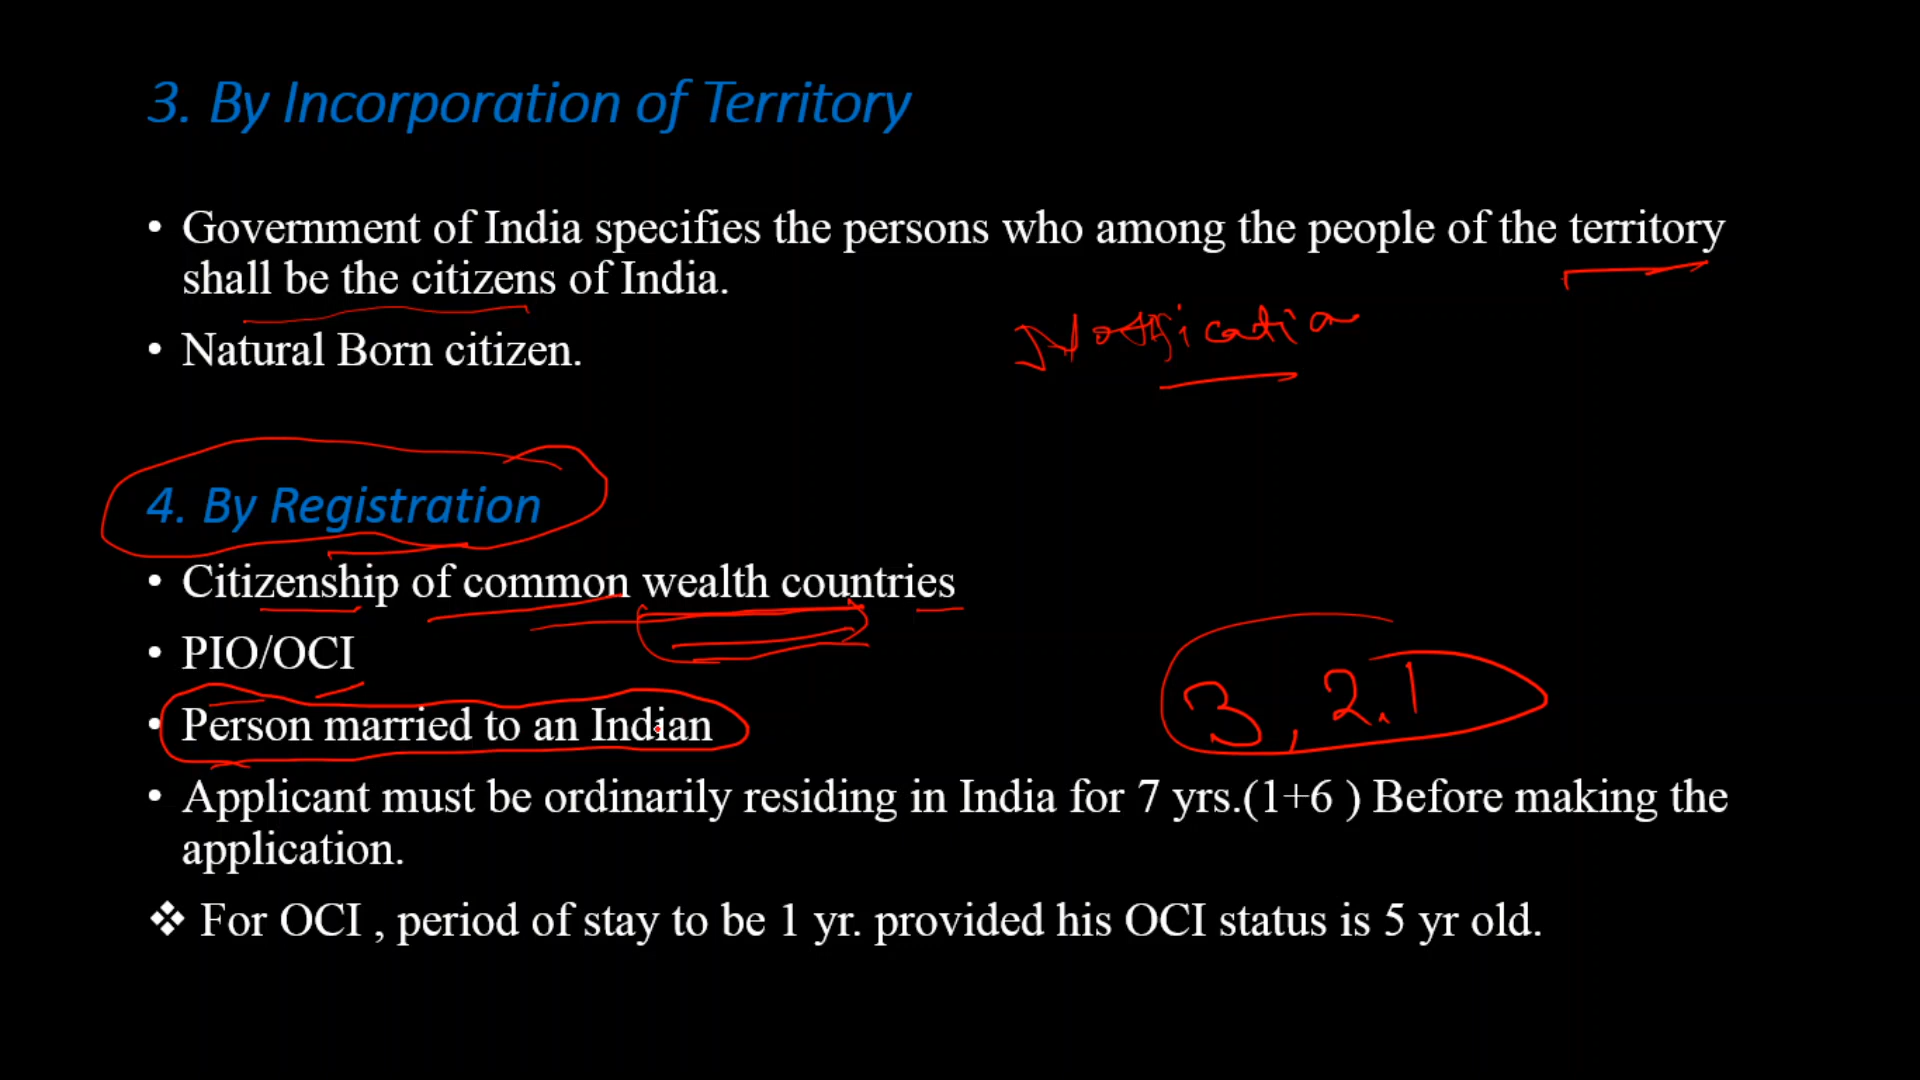 3. By Incorporation of Territory
• Government of India specifies the persons who among the people of the territory
shall be the citizens of India.
Notification
• Natural Born citizen.
4. By Registration
• Citizenship of common wealth countries
• PIO/OCI
3, 2.1
• Person married to an Indian
• Applicant must be ordinarily residing in India for 7 yrs.(1+6 ) Before making the
application.
❖ For OCI , period of stay to be 1 yr. provided his OCI status is 5 yr old.